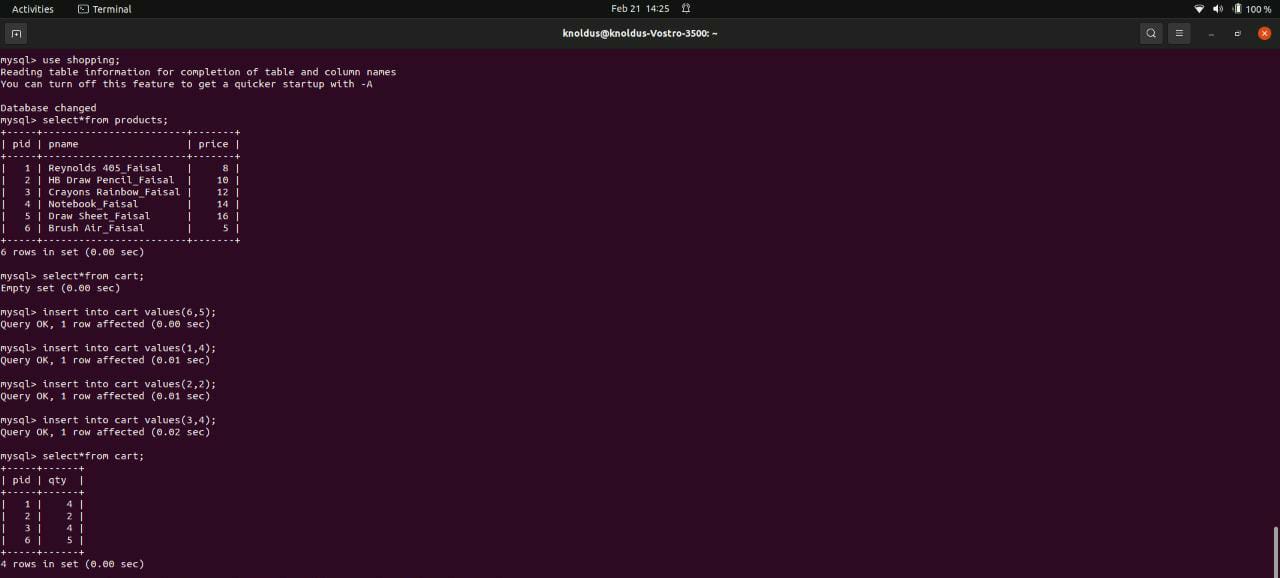 Activities Terminal Feb 21 14:25 100 %
knoldus@knoldus-Vostro-3500: ~
mysql> use shopping;
Reading table information for completion of table and column names
You can turn off this feature to get a quicker startup with -A
Database changed
mysql> select*from products;
+-----+------------------------+-------+
| pid | pname                  | price |
+-----+------------------------+-------+
|   1 | Reynolds 405_Faisal    |     8 |
|   2 | HB Draw Pencil_Faisal  |    10 |
|   3 | Crayons Rainbow_Faisal |    12 |
|   4 | Notebook_Faisal        |    14 |
|   5 | Draw Sheet_Faisal      |    16 |
|   6 | Brush Air_Faisal       |     5 |
+-----+------------------------+-------+
6 rows in set (0.00 sec)
mysql> select*from cart;
Empty set (0.00 sec)
mysql> insert into cart values(6,5);
Query OK, 1 row affected (0.00 sec)
mysql> insert into cart values(1,4);
Query OK, 1 row affected (0.01 sec)
mysql> insert into cart values(2,2);
Query OK, 1 row affected (0.01 sec)
mysql> insert into cart values(3,4);
Query OK, 1 row affected (0.02 sec)
mysql> select*from cart;
+-----+------+
| pid | qty  |
+-----+------+
|   1 |    4 |
|   2 |    2 |
|   3 |    4 |
|   6 |    5 |
+-----+------+
4 rows in set (0.00 sec)